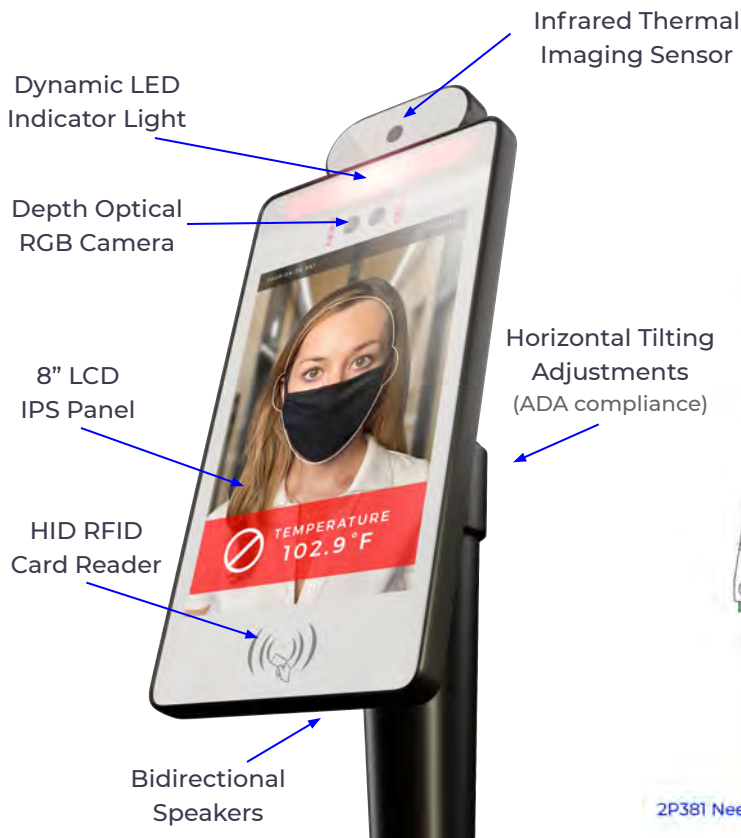 Infrared Thermal
Imaging Sensor
Dynamic LED
Indicator Light
Depth Optical
RGB Camera
8” LCD
IPS Panel
Horizontal Tilting
Adjustments
(ADA compliance)
TEMPERATURE
102.9°F
HID RFID
Card Reader
Bidirectional
Speakers
2P381